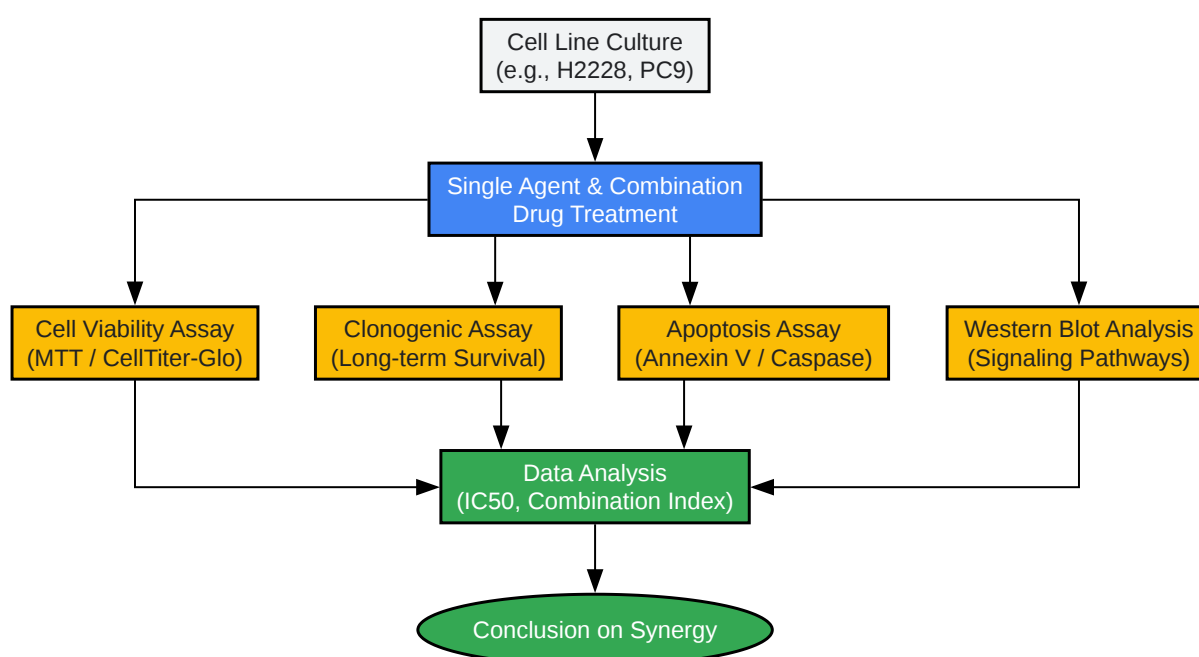 Cell Line Culture
(e.g., H2228, PC9)
Single Agent & Combination
Drug Treatment
Cell Viability Assay
(MTT / CellTiter-Glo)
Clonogenic Assay
(Long-term Survival)
Apoptosis Assay
(Annexin V / Caspase)
Western Blot Analysis
(Signaling Pathways)
Data Analysis
(IC50, Combination Index)
Conclusion on Synergy